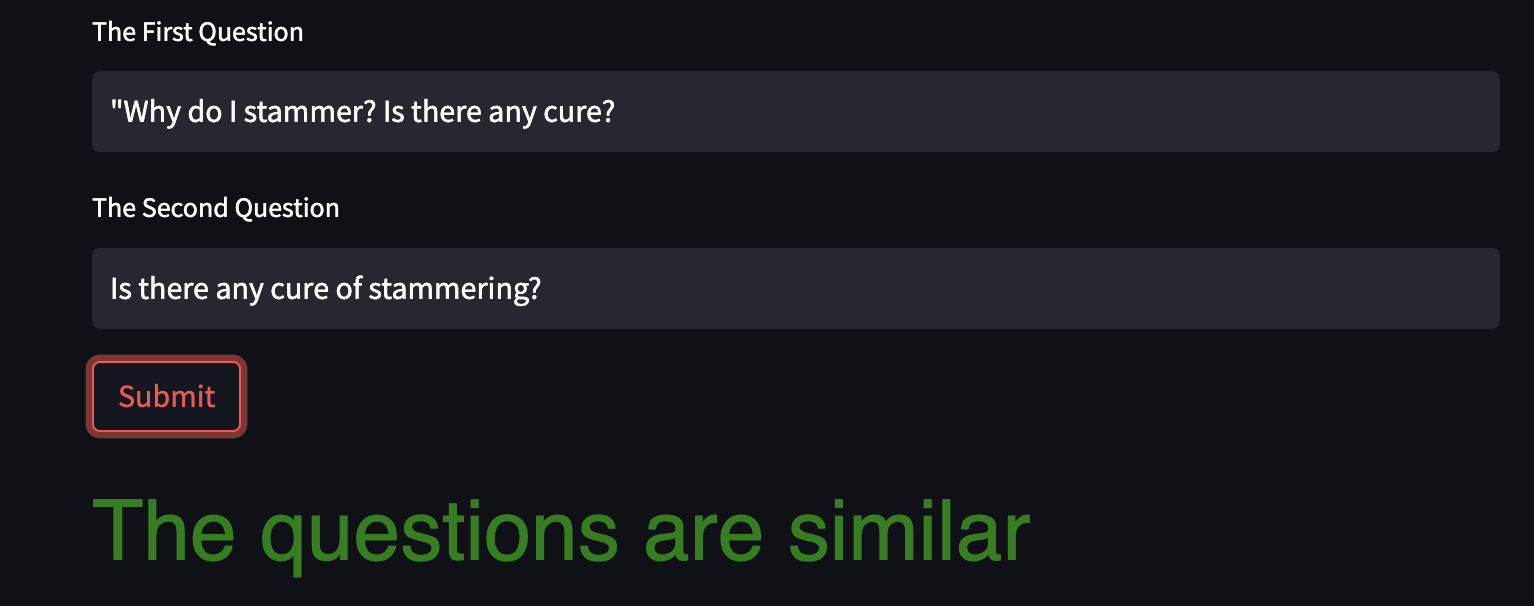 The First Question
"Why do I stammer? Is there any cure?
The Second Question
Is there any cure of stammering?
Submit
The questions are similar